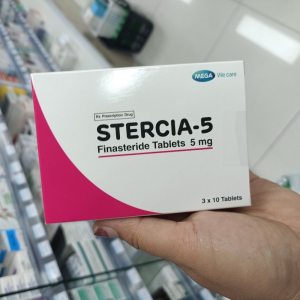 MEGA We care
Rx Prescription Drug
STERCIA-5
Finasteride Tablets 5 mg
3 x 10 Tablets